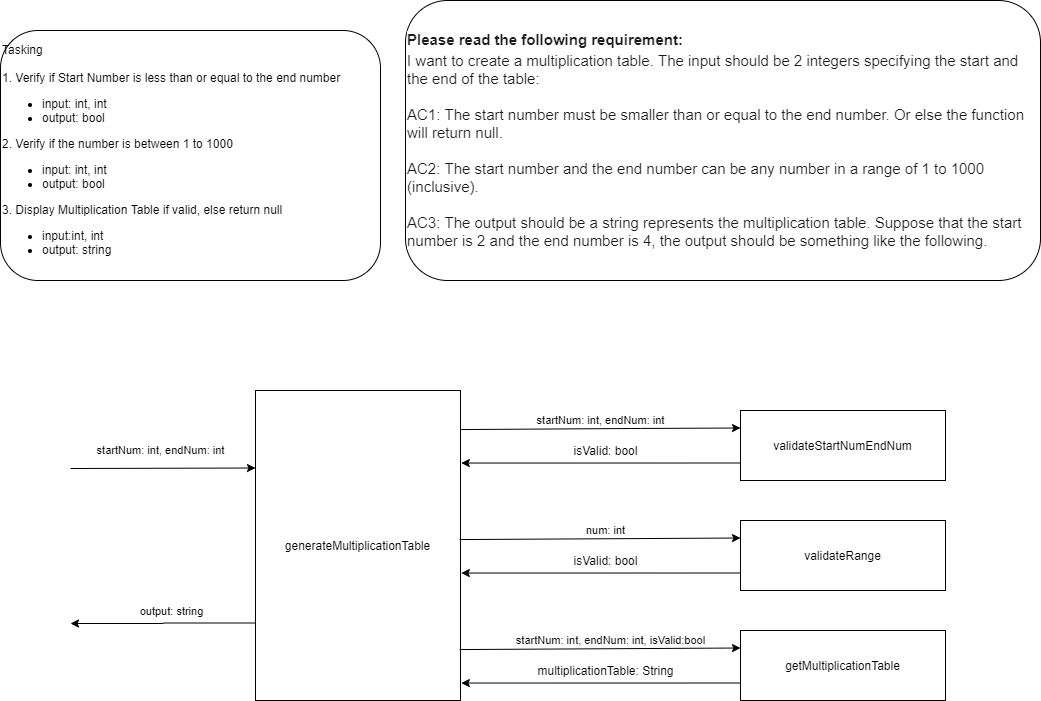 Tasking
1. Verify if Start Number is less than or equal to the end number
• input: int, int
• output: bool
2. Verify if the number is between 1 to 1000
• input: int, int
• output: bool
3. Display Multiplication Table if valid, else return null
• input:int, int
• output: string
Please read the following requirement:
I want to create a multiplication table. The input should be 2 integers specifying the start and
the end of the table:
AC1: The start number must be smaller than or equal to the end number. Or else the function
will return null.
AC2: The start number and the end number can be any number in a range of 1 to 1000
(inclusive).
AC3: The output should be a string represents the multiplication table. Suppose that the start
number is 2 and the end number is 4, the output should be something like the following.
startNum: int, endNum: int
generateMultiplicationTable
output: string
startNum: int, endNum: int
isValid: bool
validateStartNumEndNum
num: int
isValid: bool
validateRange
startNum: int, endNum: int, isValid:bool
multiplicationTable: String
getMultiplicationTable